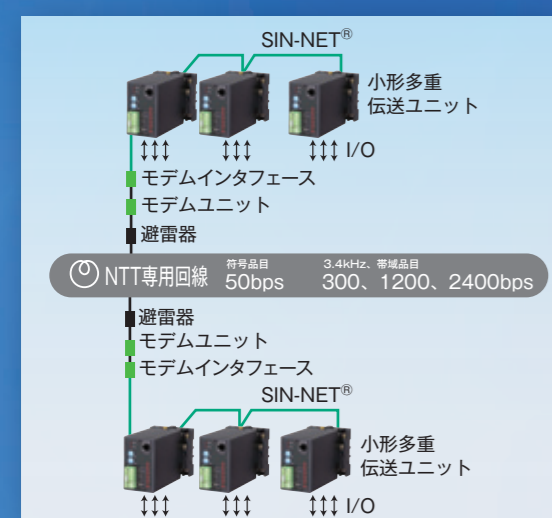 SIN-NET®
小形多重
伝送ユニット
I/O
モデムインタフェース
モデムユニット
避雷器
NTT専用回線 符号品目 50bps 3.4kHz、帯域品目 300、1200、2400bps
避雷器
モデムユニット
モデムインタフェース
SIN-NET®
小形多重
伝送ユニット
I/O